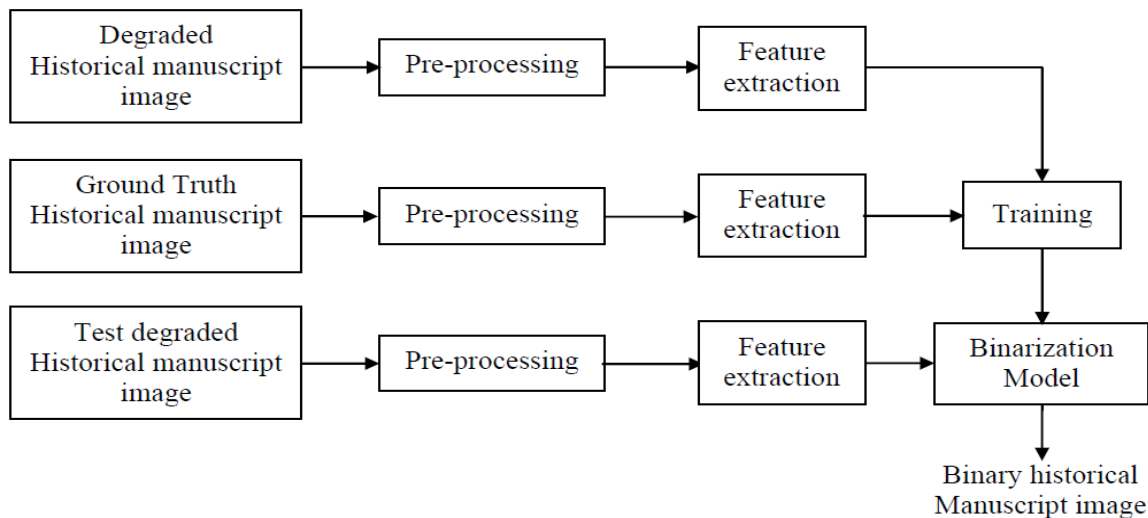 Degraded
Historical manuscript
image
Pre-processing
Feature
extraction
Ground Truth
Historical manuscript
image
Pre-processing
Feature
extraction
Training
Test degraded
Historical manuscript
image
Pre-processing
Feature
extraction
Binarization
Model
Binary historical
Manuscript image